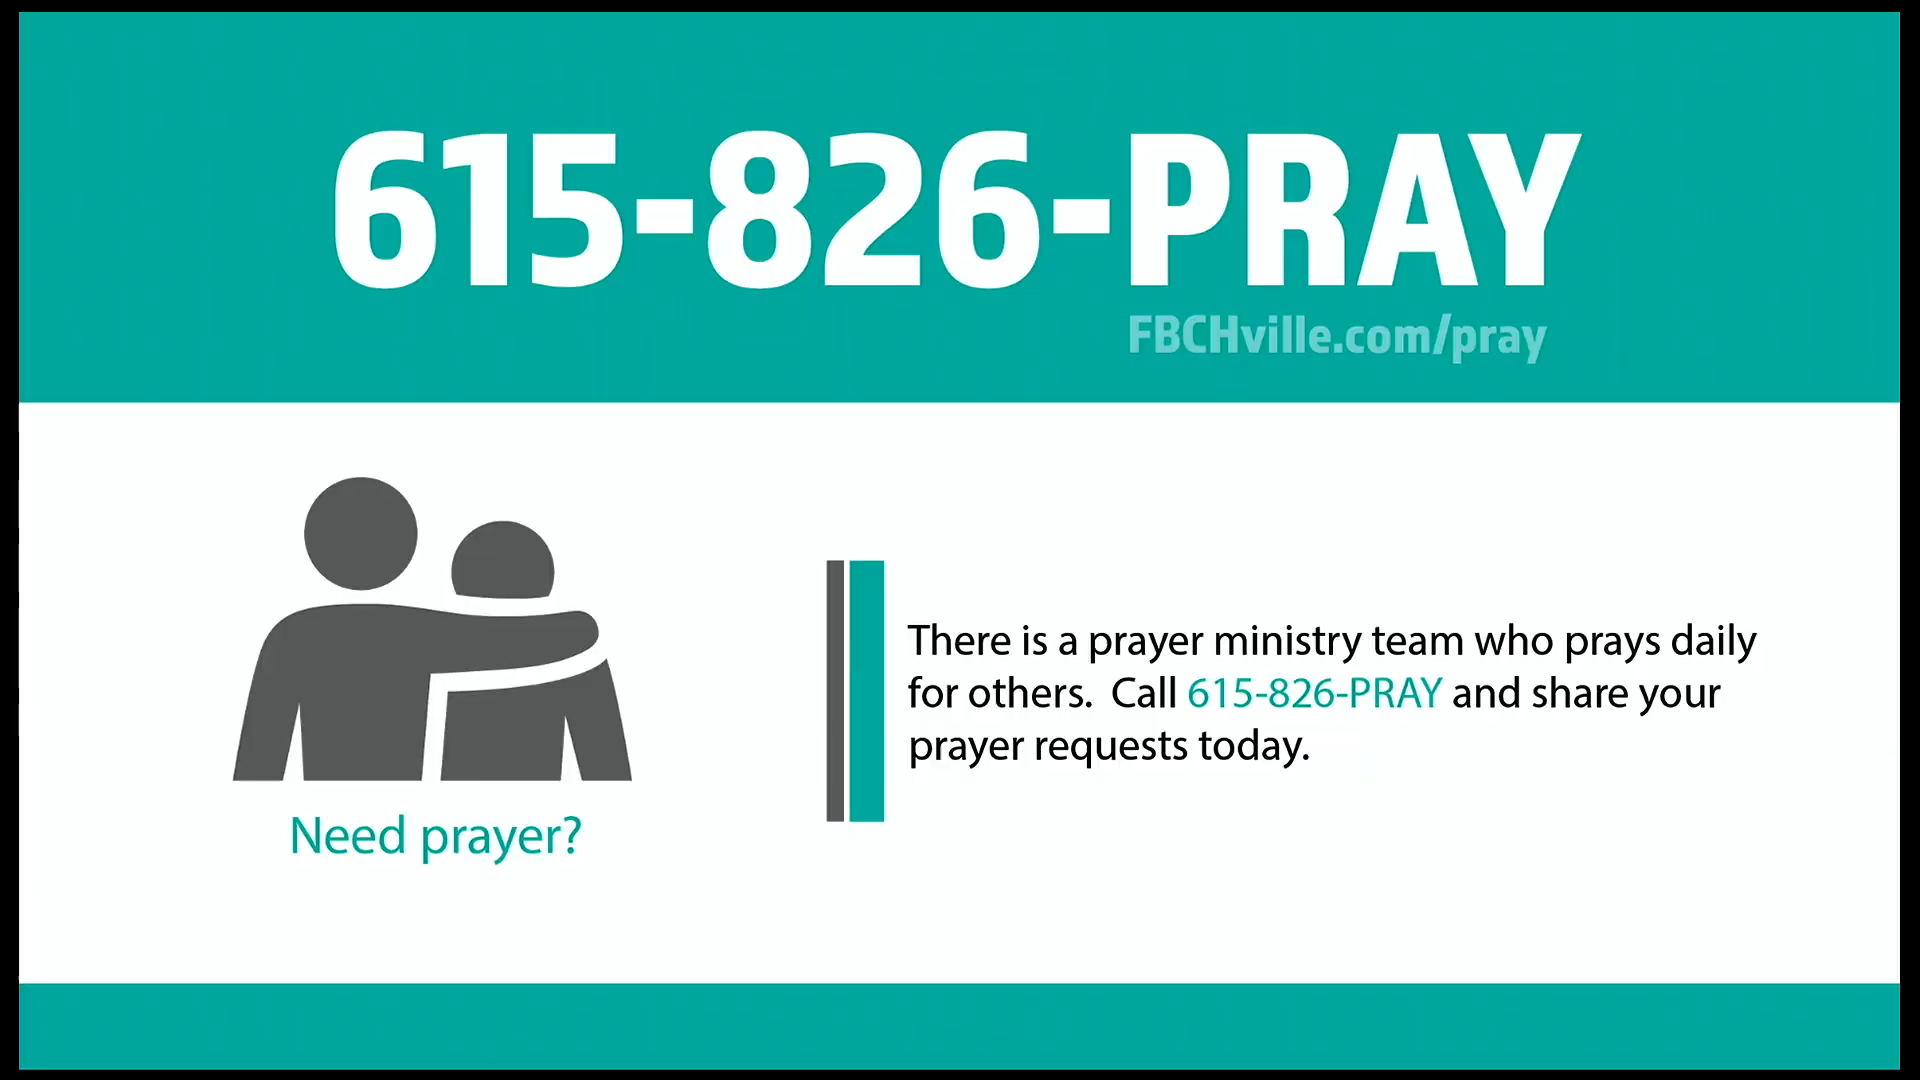 615-826-PRAY
FBCHville.com/pray
There is a prayer ministry team who prays daily
for others.  Call 615-826-PRAY and share your
prayer requests today.
Need prayer?